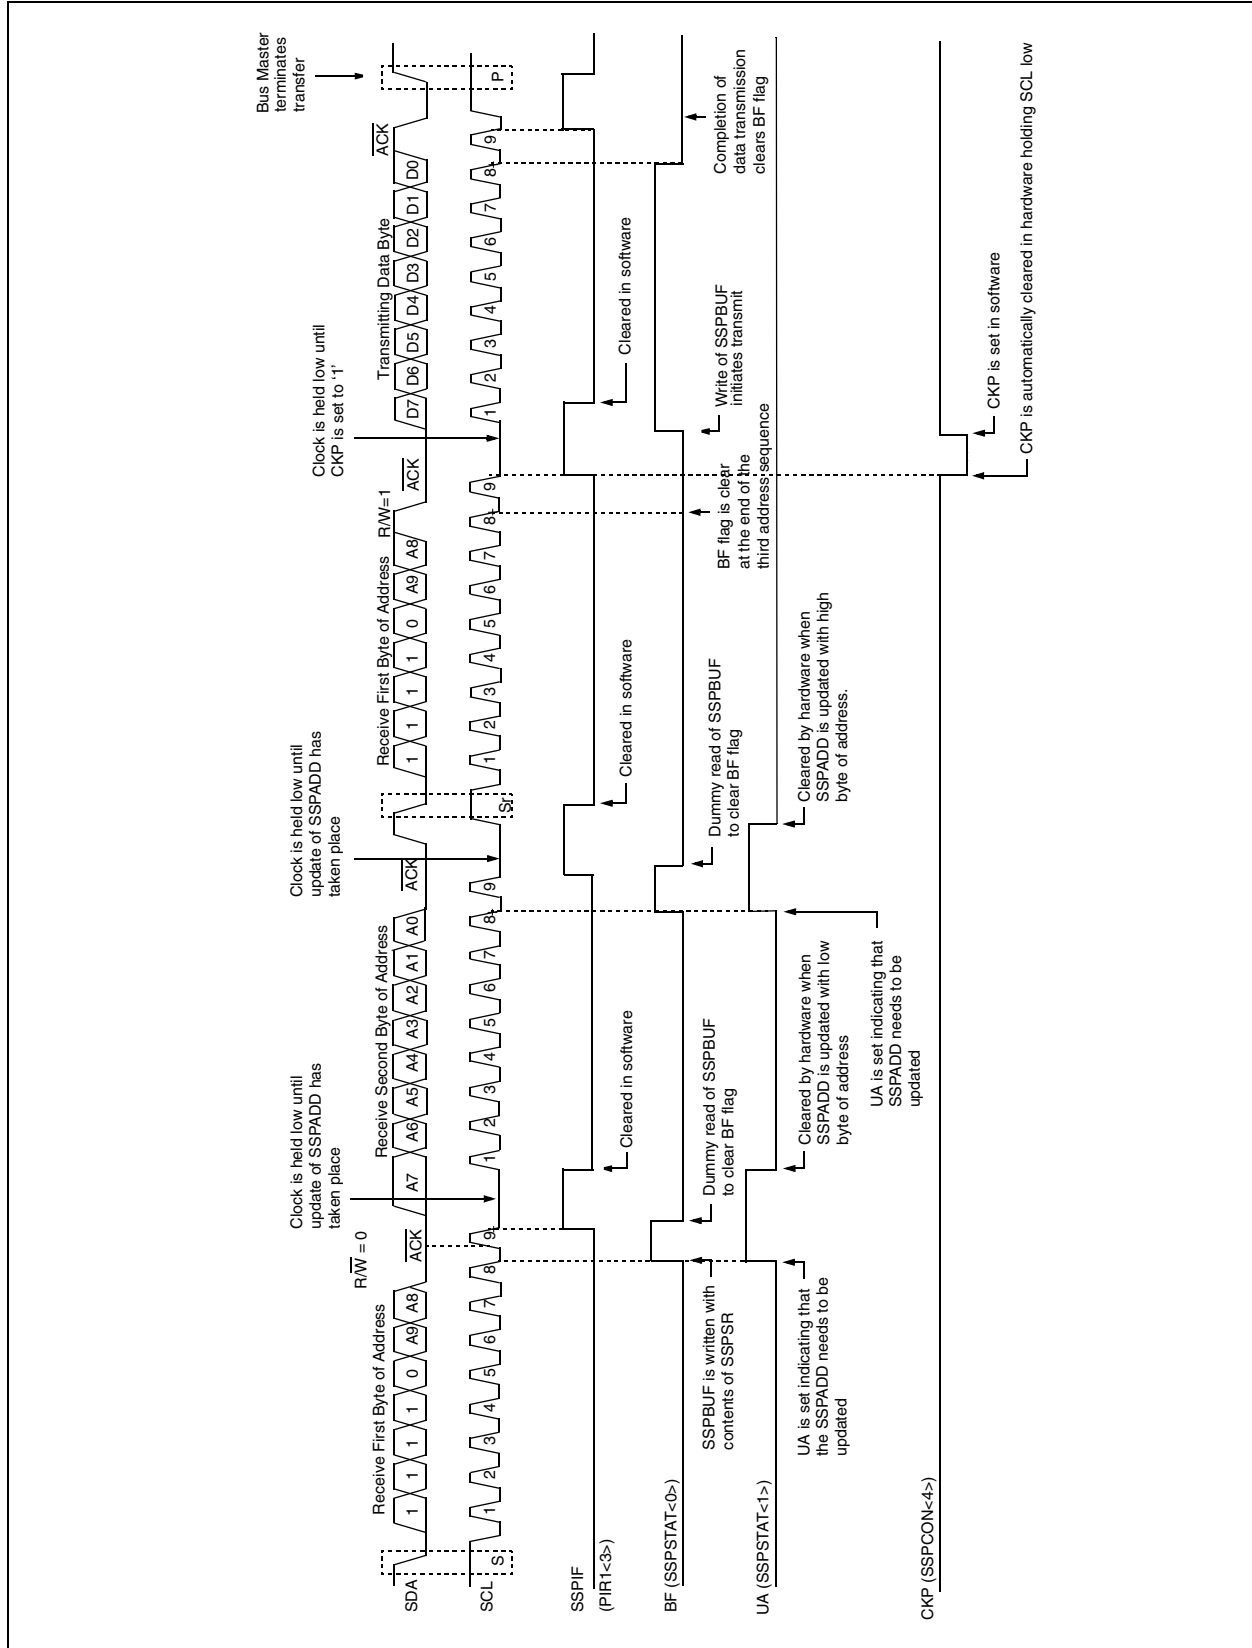 Bus Master
terminates
transfer
Clock is held low until
update of SSPADD has
taken place
Clock is held low until
update of SSPADD has
taken place
Clock is held low until
CKP is set to ‘1’
R/W = 0
Receive First Byte of Address
Receive Second Byte of Address
Receive First Byte of Address
R/W=1
Transmitting Data Byte
ACK
ACK
ACK
ACK
SDA
1 1 1 1 0 A9 A8
A7 A6 A5 A4 A3 A2 A1 A0
1 1 1 1 0 A9 A8
D7 D6 D5 D4 D3 D2 D1 D0
SCL
S
1 2 3 4 5 6 7 8 9
1 2 3 4 5 6 7 8 9
Sr
1 2 3 4 5 6 7 8 9
1 2 3 4 5 6 7 8 9
P
SSPIF
(PIR1<3>)
Cleared in software
Cleared in software
Cleared in software
BF (SSPSTAT<0>)
SSPBUF is written with
contents of SSPSR
Dummy read of SSPBUF
to clear BF flag
Dummy read of SSPBUF
to clear BF flag
BF flag is clear
at the end of the
third address sequence
Write of SSPBUF
initiates transmit
Completion of
data transmission
clears BF flag
UA (SSPSTAT<1>)
UA is set indicating that
the SSPADD needs to be
updated
Cleared by hardware when
SSPADD is updated with low
byte of address
UA is set indicating that
SSPADD needs to be
updated
Cleared by hardware when
SSPADD is updated with high
byte of address.
CKP (SSPCON<4>)
CKP is set in software
CKP is automatically cleared in hardware holding SCL low